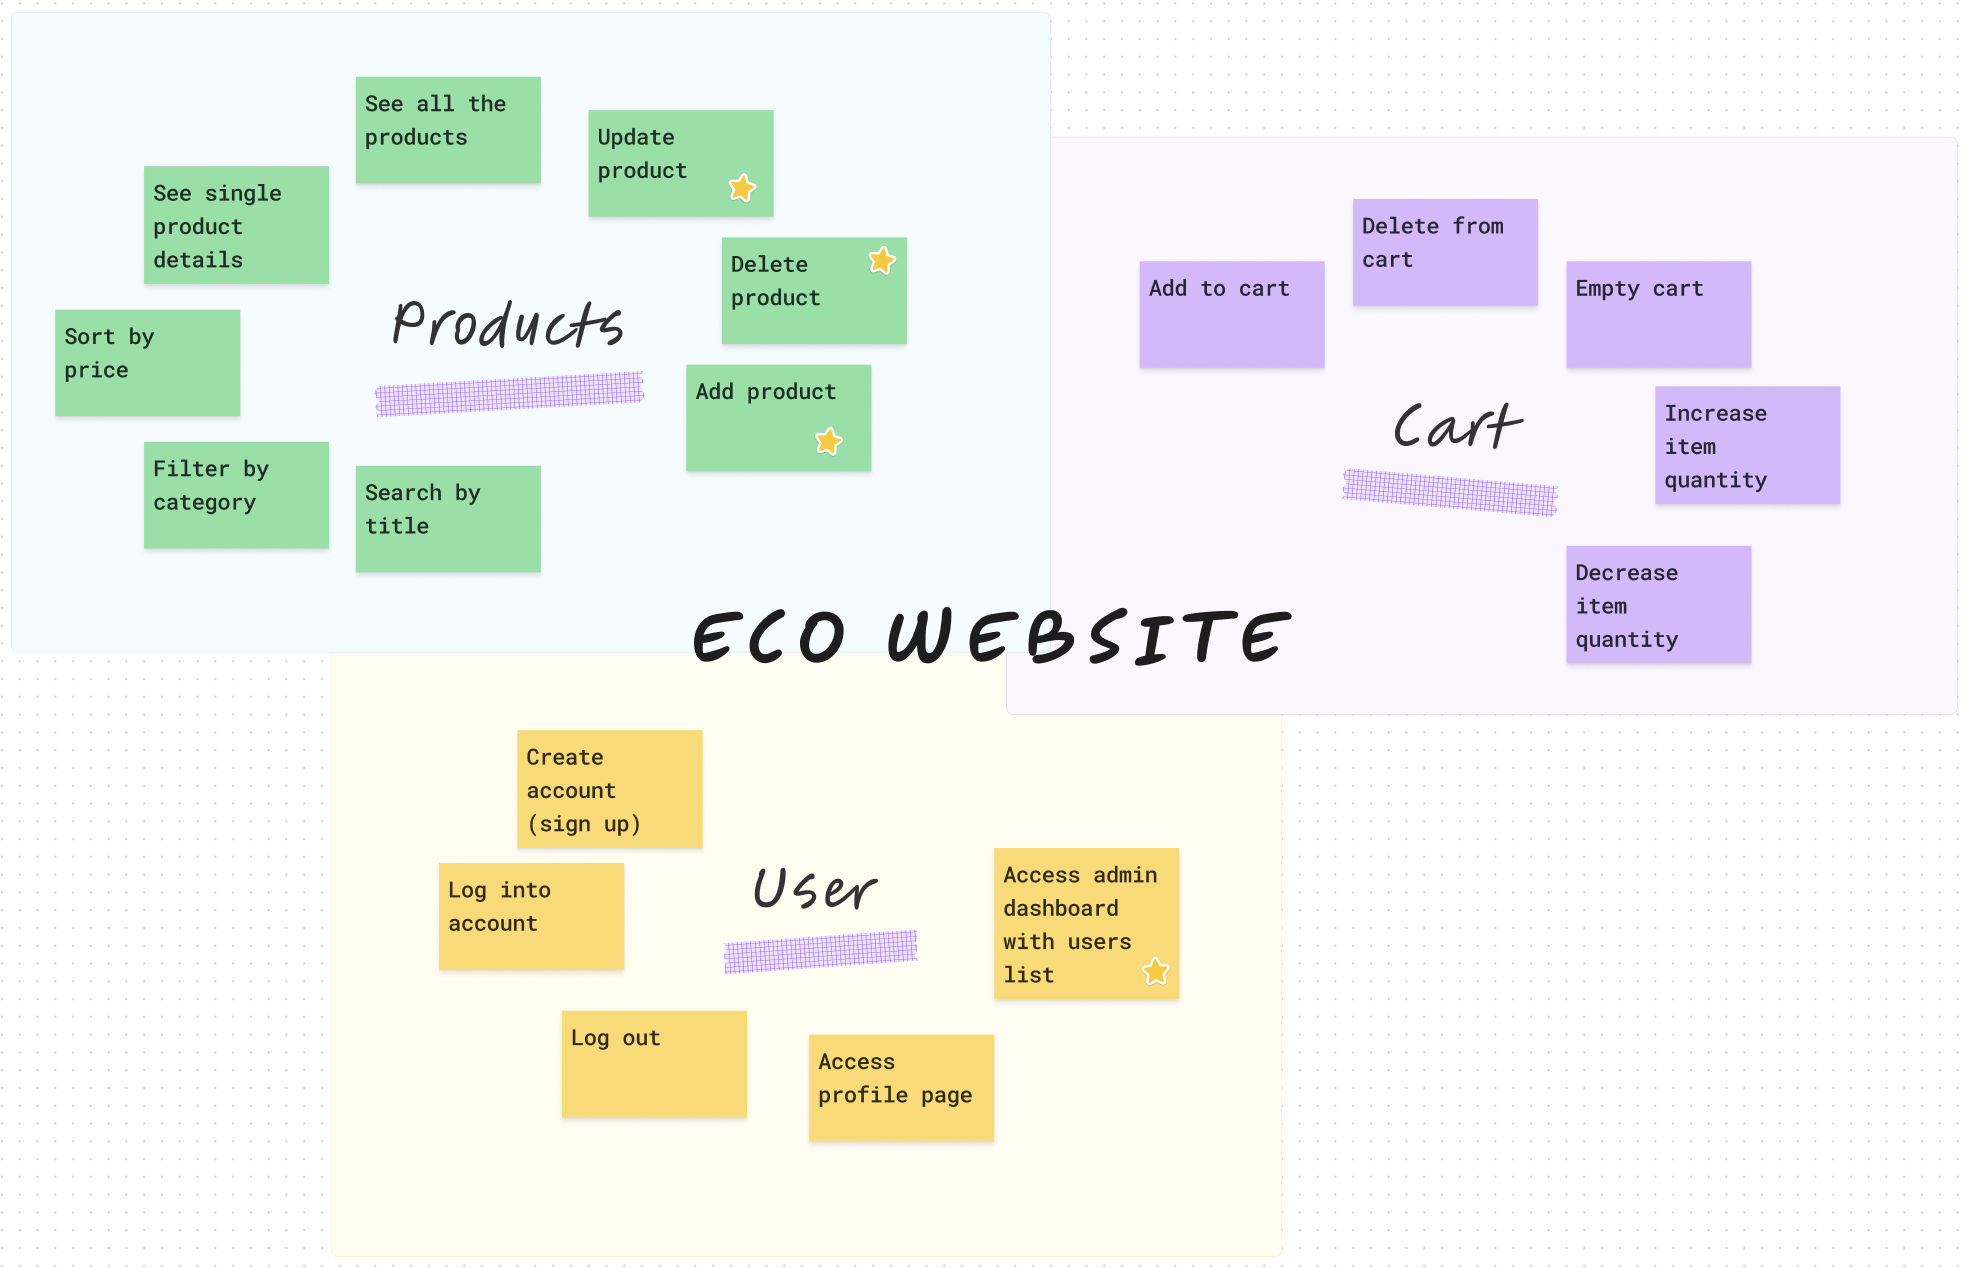 See all the
products
Update
product
See single
product
details
Delete
product
Products
Sort by
price
Add product
Filter by
category
Search by
title
Delete from
cart
Add to cart
Empty cart
Cart
Increase
item
quantity
Decrease
item
quantity
ECO WEBSITE
Create
account
(sign up)
Log into
account
User
Access admin
dashboard
with users
list
Log out
Access
profile page